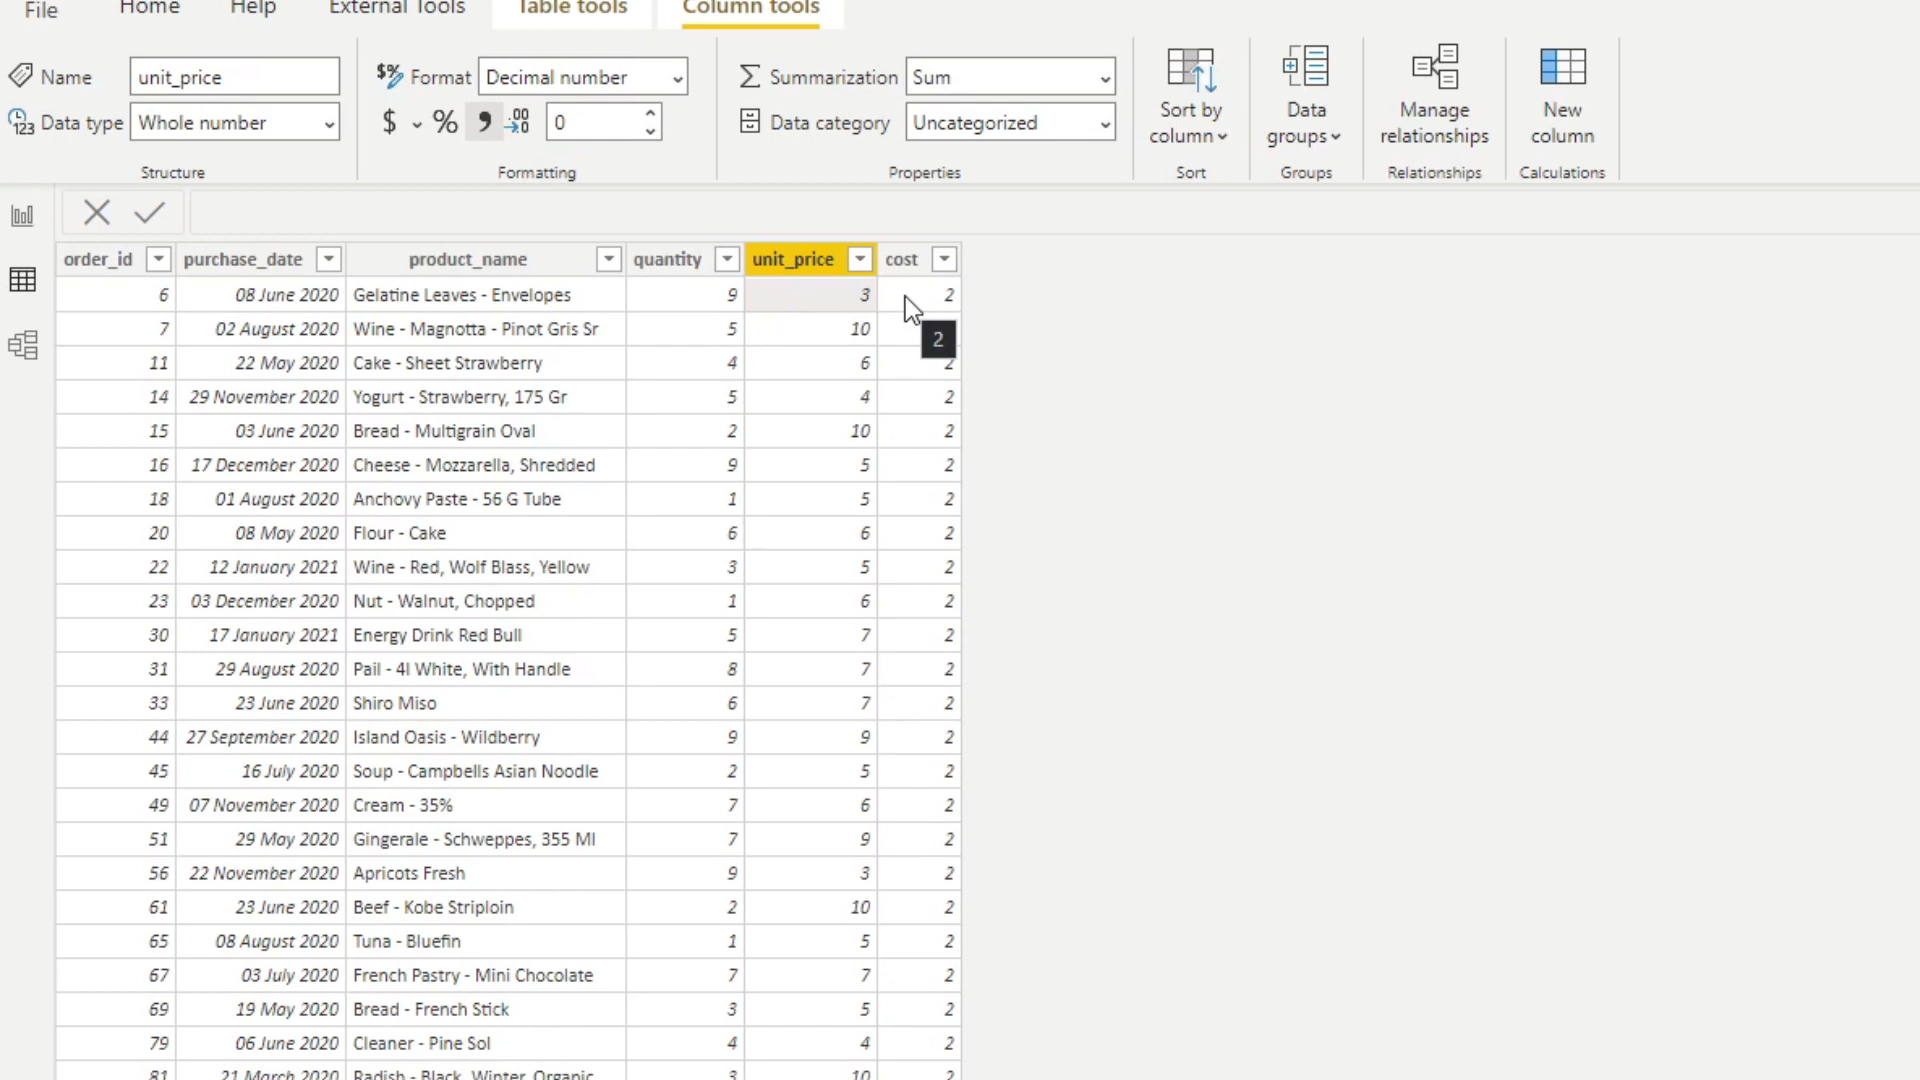 File Home Help External Tools Table tools Column tools
Name unit_price $% Format Decimal number Summarization Sum Sort by column Data groups Manage relationships New column
123 Data type Whole number $ % , .00 0 Data category Uncategorized
Structure Formatting Properties Sort Groups Relationships Calculations
order_id purchase_date product_name quantity unit_price cost
6 08 June 2020 Gelatine Leaves - Envelopes 9 3 2
7 02 August 2020 Wine - Magnotta - Pinot Gris Sr 5 10 2
11 22 May 2020 Cake - Sheet Strawberry 4 6 2
14 29 November 2020 Yogurt - Strawberry, 175 Gr 5 4 2
15 03 June 2020 Bread - Multigrain Oval 2 10 2
16 17 December 2020 Cheese - Mozzarella, Shredded 9 5 2
18 01 August 2020 Anchovy Paste - 56 G Tube 1 5 2
20 08 May 2020 Flour - Cake 6 6 2
22 12 January 2021 Wine - Red, Wolf Blass, Yellow 3 5 2
23 03 December 2020 Nut - Walnut, Chopped 1 6 2
30 17 January 2021 Energy Drink Red Bull 5 7 2
31 29 August 2020 Pail - 4l White, With Handle 8 7 2
33 23 June 2020 Shiro Miso 6 7 2
44 27 September 2020 Island Oasis - Wildberry 9 9 2
45 16 July 2020 Soup - Campbells Asian Noodle 2 5 2
49 07 November 2020 Cream - 35% 7 6 2
51 29 May 2020 Gingerale - Schweppes, 355 Ml 7 9 2
56 22 November 2020 Apricots Fresh 9 3 2
61 23 June 2020 Beef - Kobe Striploin 2 10 2
65 08 August 2020 Tuna - Bluefin 1 5 2
67 03 July 2020 French Pastry - Mini Chocolate 7 7 2
69 19 May 2020 Bread - French Stick 3 5 2
79 06 June 2020 Cleaner - Pine Sol 4 4 2
81 21 March 2020 Radish - Black, Winter, Organic 3 10 2